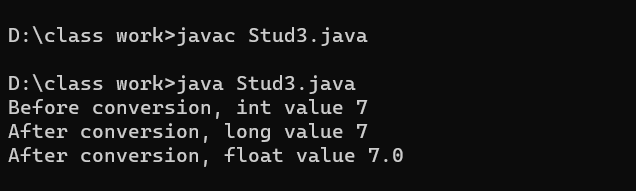 D:\class work>javac Stud3.java
D:\class work>java Stud3.java
Before conversion, int value 7
After conversion, long value 7
After conversion, float value 7.0